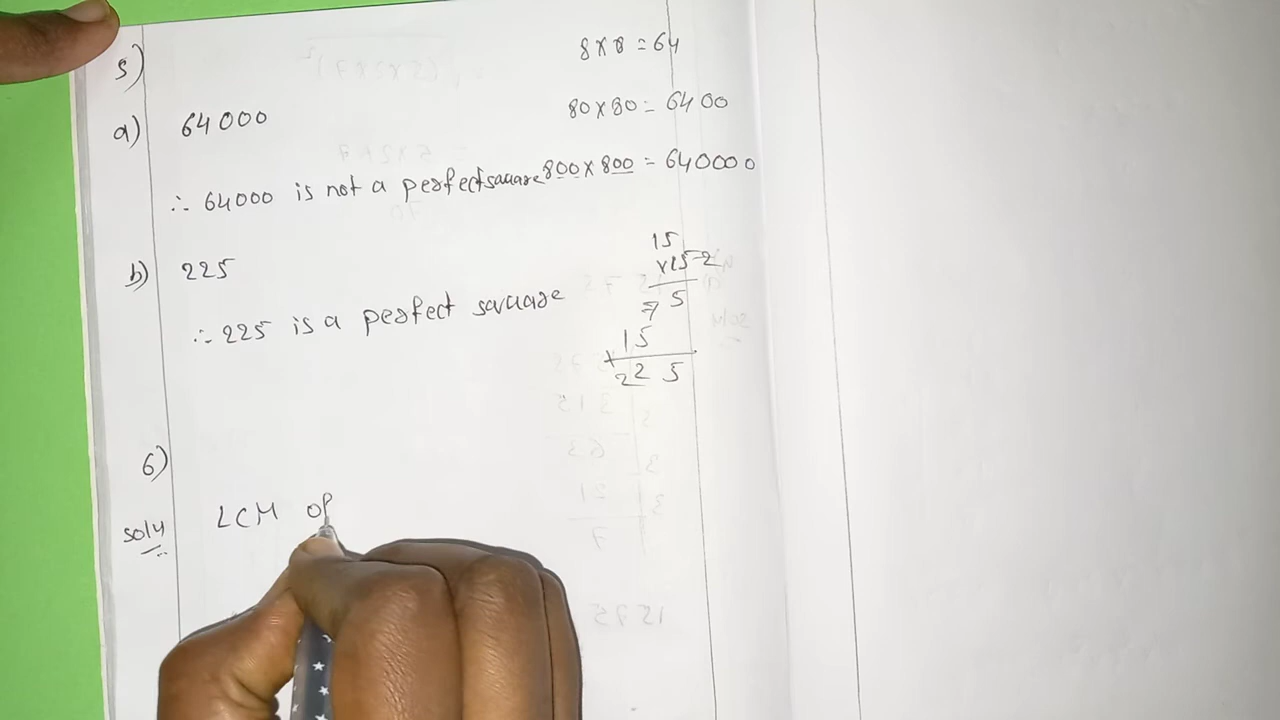 5)
8 × 8 = 64
a) 64000
80 × 80 = 6400
∴ 64000 is not a perfect square 800 × 800 = 640000
b) 225
∴ 225 is a perfect square
15
×15-2
75
15
+
225
6)
soln LCM of